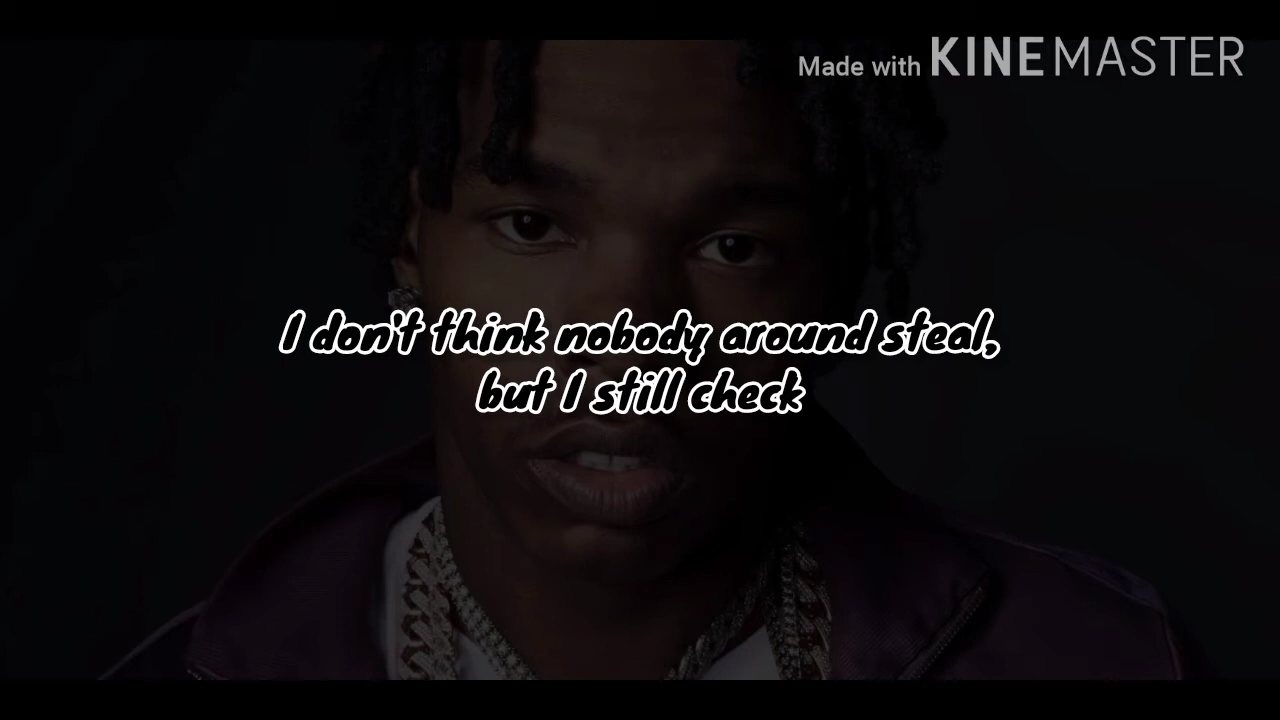 Made with KINEMASTER
I don't think nobody around steal,
but I still check